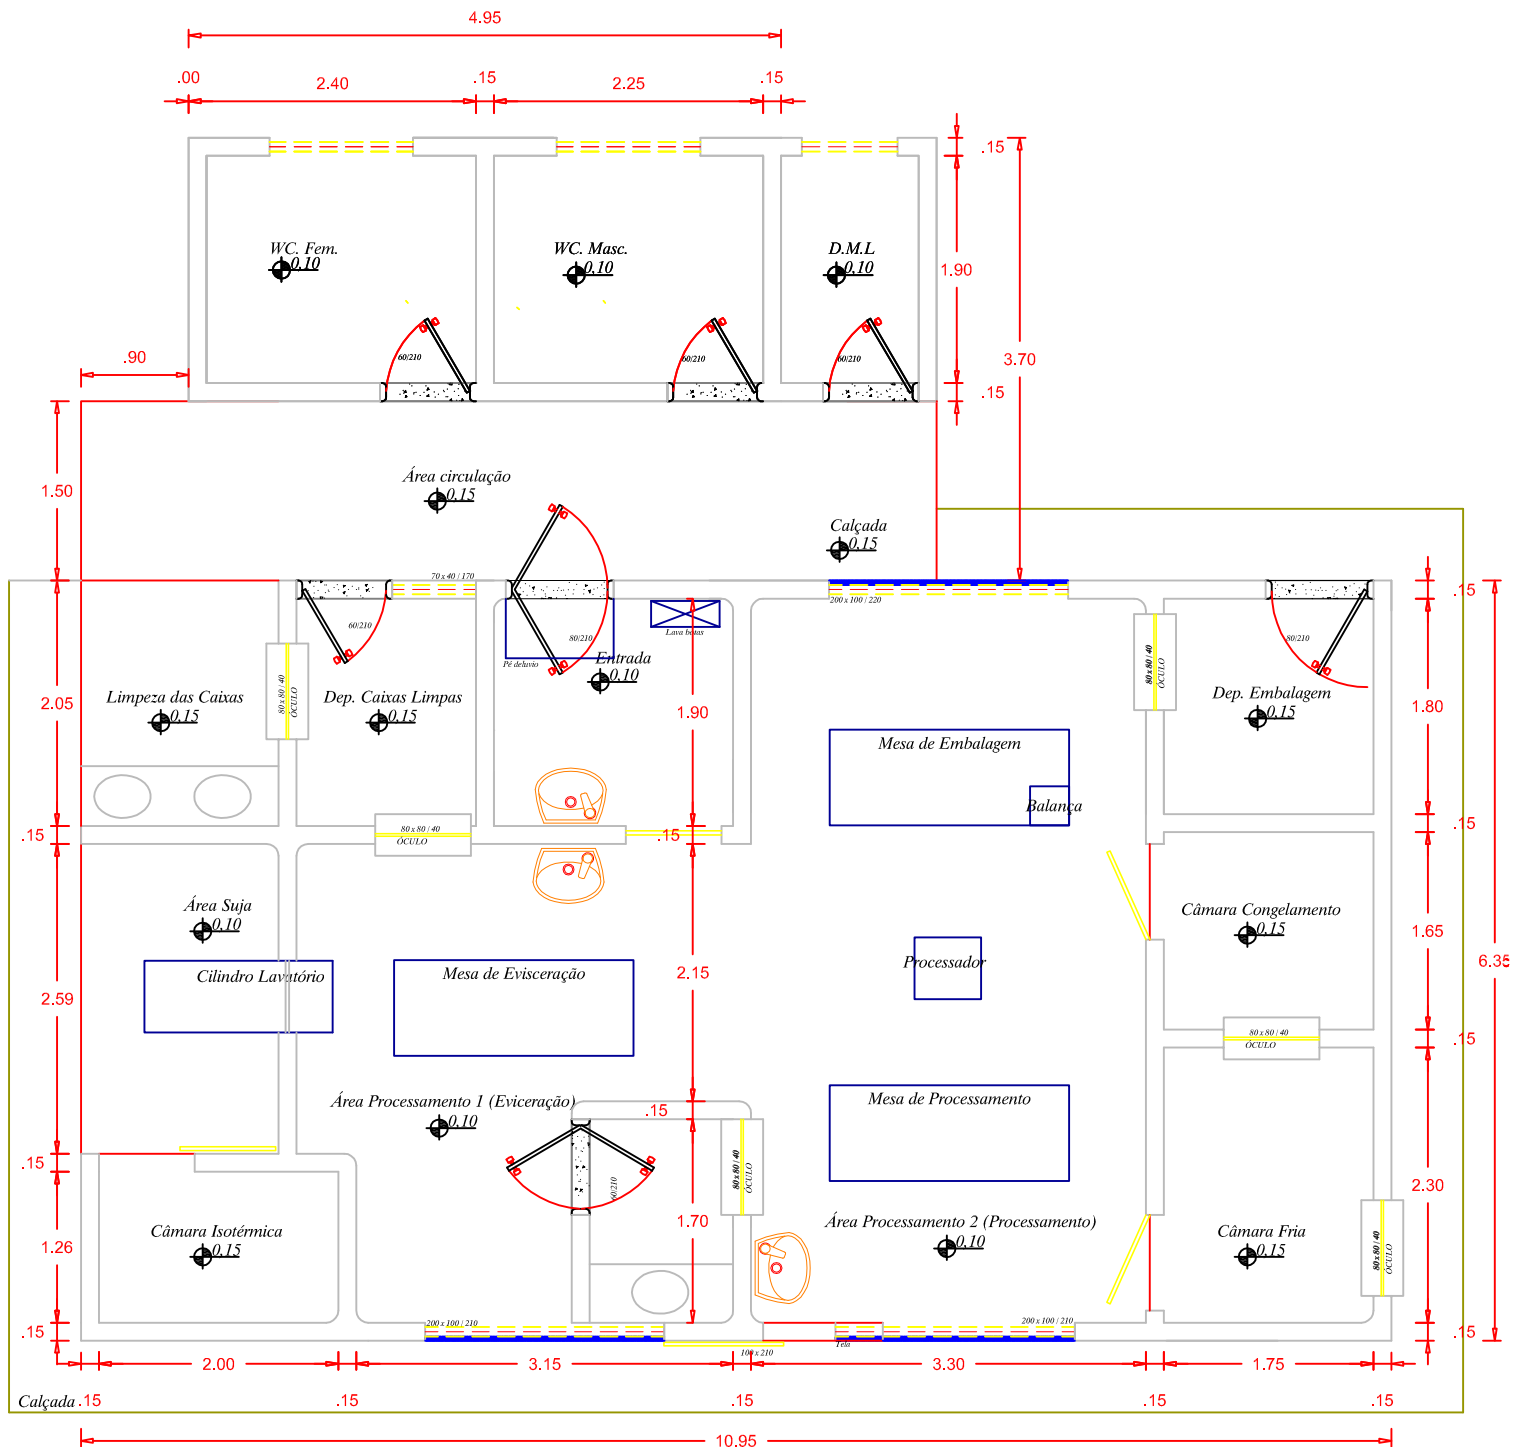 4.95
.00 2.40 .15 2.25 .15
.15
WC. Fem.
0,10
WC. Masc.
0,10
D.M.L
0,10
1.90
60/210
60/210
60/210
3.70
.90
.15
Área circulação
0,15
1.50
Calçada
0,15
70 x 40 / 170
200 x 100 / 220
.15
60/210
80/210
80/210
Lava botas
Pé deluvio
Entrada
0,10
80 x 80 / 40
ÓCULO
80 x 80 / 40
ÓCULO
Limpeza das Caixas
0,15
Dep. Caixas Limpas
0,15
Dep. Embalagem
0,15
2.05
1.90
1.80
Mesa de Embalagem
Balança
.15
80 x 80 / 40
ÓCULO
.15
.15
Área Suja
0,10
Câmara Congelamento
0,15
1.65
Cilindro Lavatório
Mesa de Evisceração
2.15
Processador
6.35
2.59
80 x 80 / 40
ÓCULO
.15
Área Processamento 1 (Eviceração)
0,10
.15
Mesa de Processamento
.15
60/210
80 x 80 / 40
ÓCULO
2.30
1.70
Área Processamento 2 (Processamento)
0,10
Câmara Isotérmica
0,15
Câmara Fria
0,15
1.26
80 x 80 / 40
ÓCULO
.15
200 x 100 / 210
200 x 100 / 210
.15
Tela
100 x 210
2.00 3.15 3.30 1.75
Calçada .15 .15 .15 .15 .15
10.95